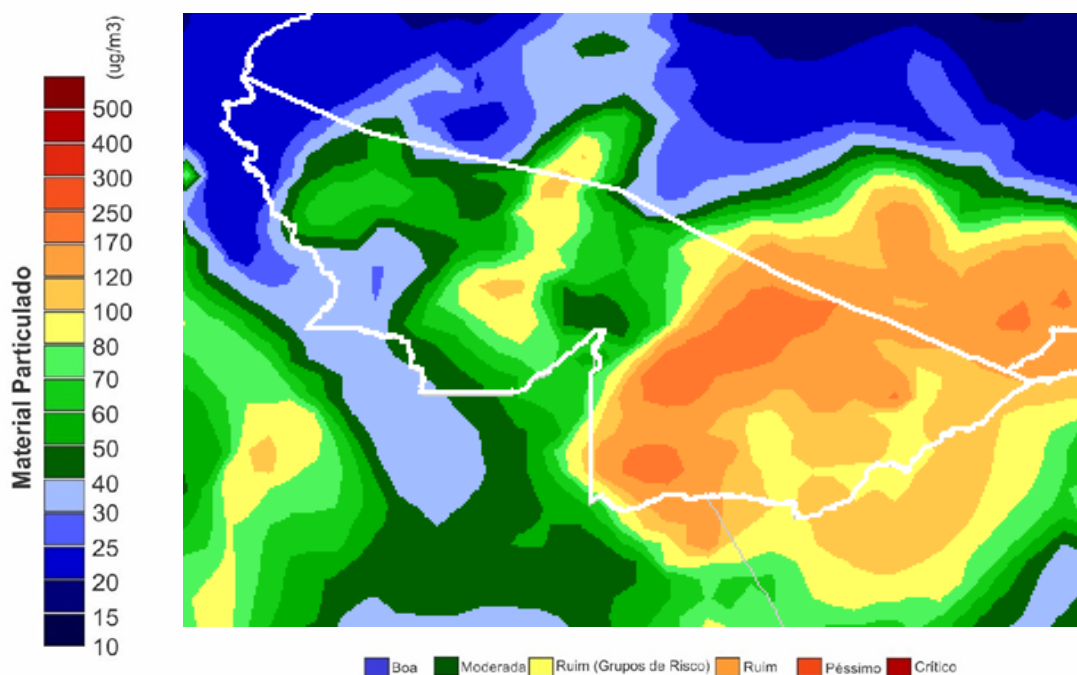 (ug/m3)
Material Particulado
500
400
300
250
170
120
100
80
70
60
50
40
30
25
20
15
10
Boa
Moderada
Ruim (Grupos de Risco)
Ruim
Péssimo
Crítico